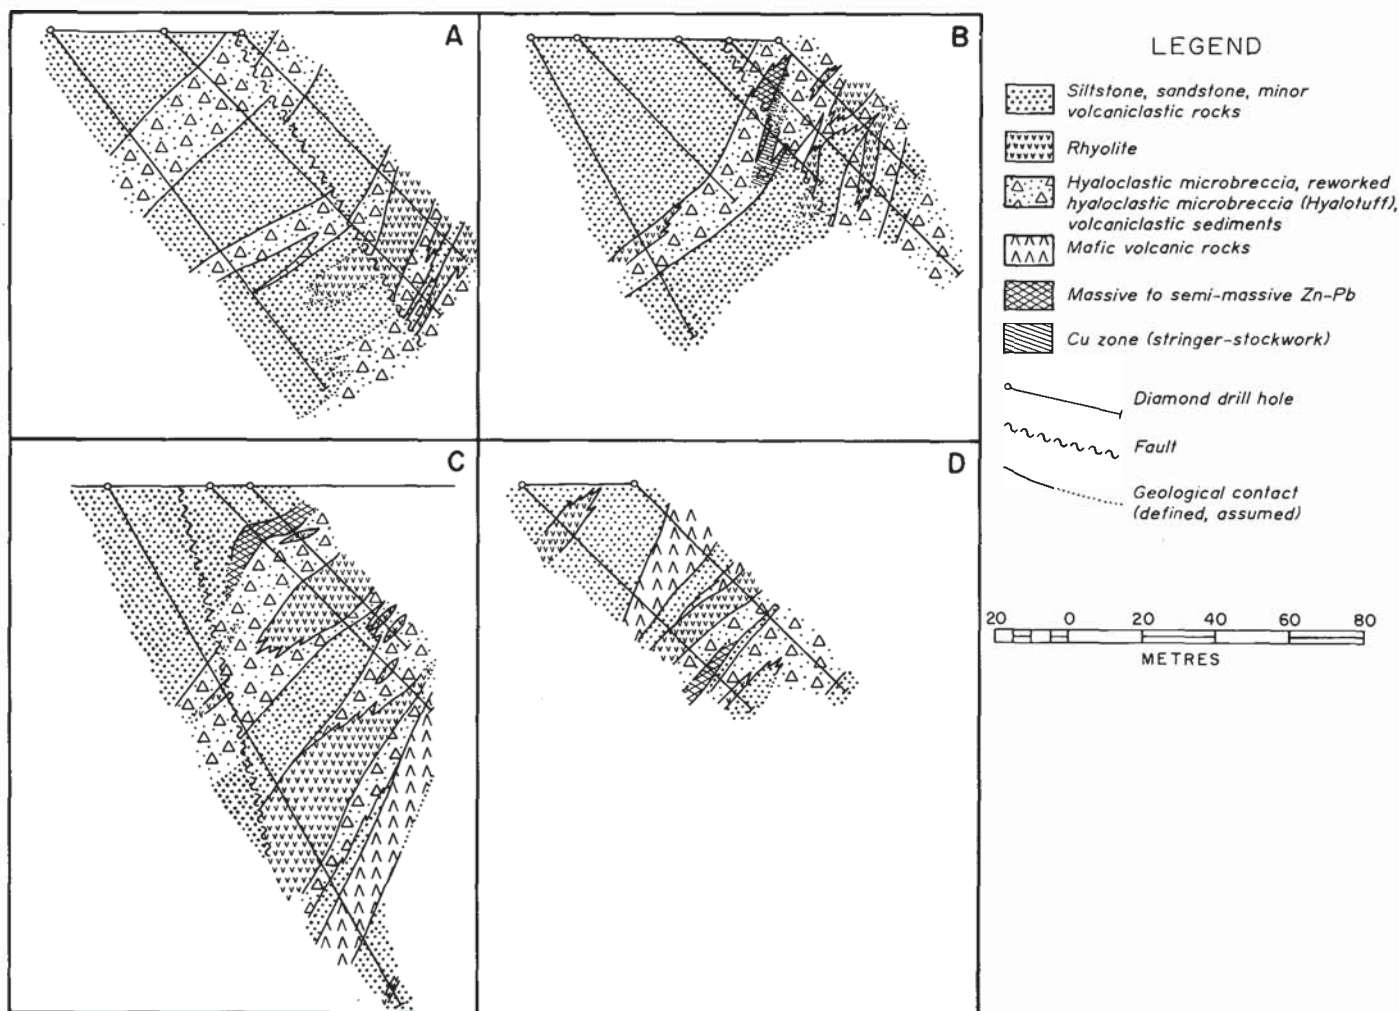 A
B
C
D
LEGEND
Siltstone, sandstone, minor
volcaniclastic rocks
Rhyolite
Hyaloclastic microbreccia, reworked
hyaloclastic microbreccia (Hyalotuff),
volcaniclastic sediments
Mafic volcanic rocks
Massive to semi-massive Zn-Pb
Cu zone (stringer-stockwork)
Diamond drill hole
Fault
Geological contact
(defined, assumed)
20 0 20 40 60 80
METRES